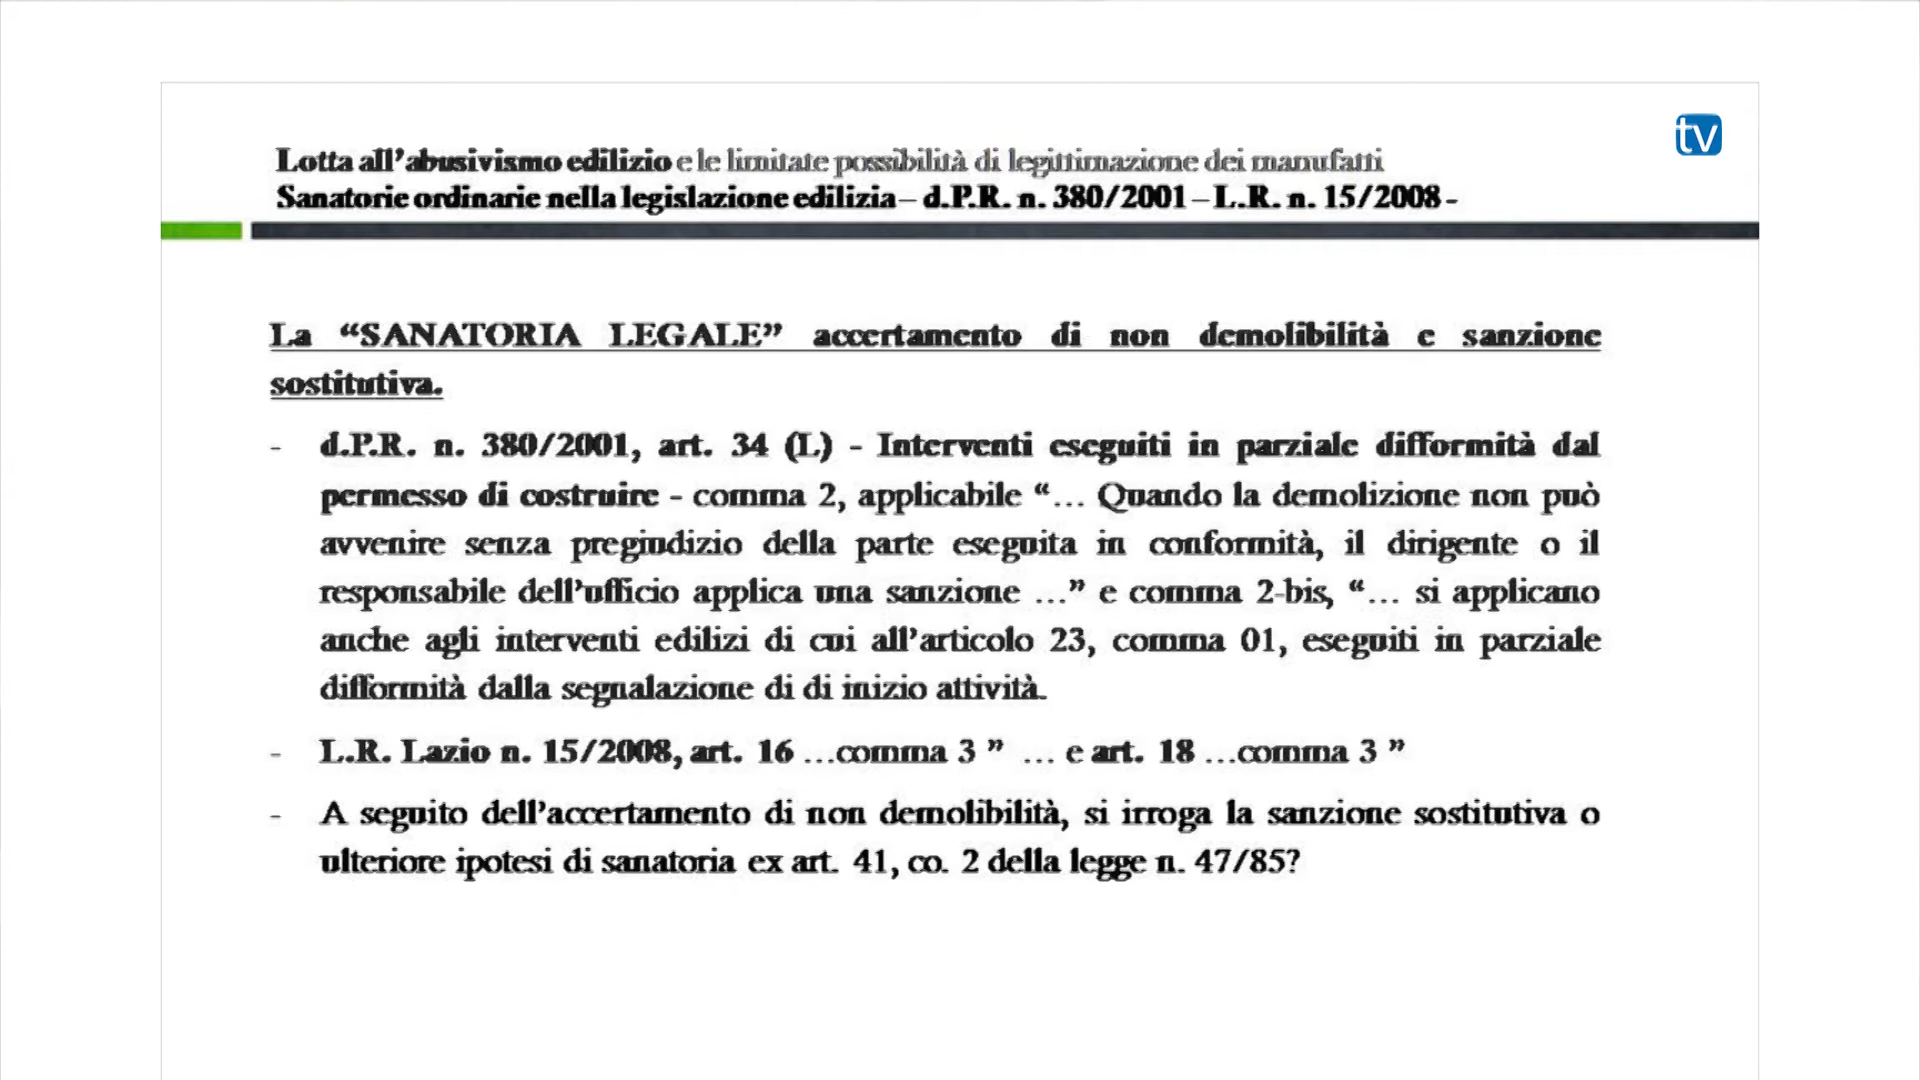 tv
Lotta all’abusivismo edilizio e le limitate possibilità di legittimazione dei manufatti
Sanatorie ordinarie nella legislazione edilizia – d.P.R. n. 380/2001 – L.R. n. 15/2008 -
La “SANATORIA LEGALE” accertamento di non demolibilità e sanzione
sostitutiva.
- d.P.R. n. 380/2001, art. 34 (L) - Interventi eseguiti in parziale difformità dal
permesso di costruire - comma 2, applicabile “… Quando la demolizione non può
avvenire senza pregiudizio della parte eseguita in conformità, il dirigente o il
responsabile dell’ufficio applica una sanzione …” e comma 2-bis, “… si applicano
anche agli interventi edilizi di cui all’articolo 23, comma 01, eseguiti in parziale
difformità dalla segnalazione di di inizio attività.
- L.R. Lazio n. 15/2008, art. 16 …comma 3 ” … e art. 18 …comma 3 ”
- A seguito dell’accertamento di non demolibilità, si irroga la sanzione sostitutiva o
ulteriore ipotesi di sanatoria ex art. 41, co. 2 della legge n. 47/85?